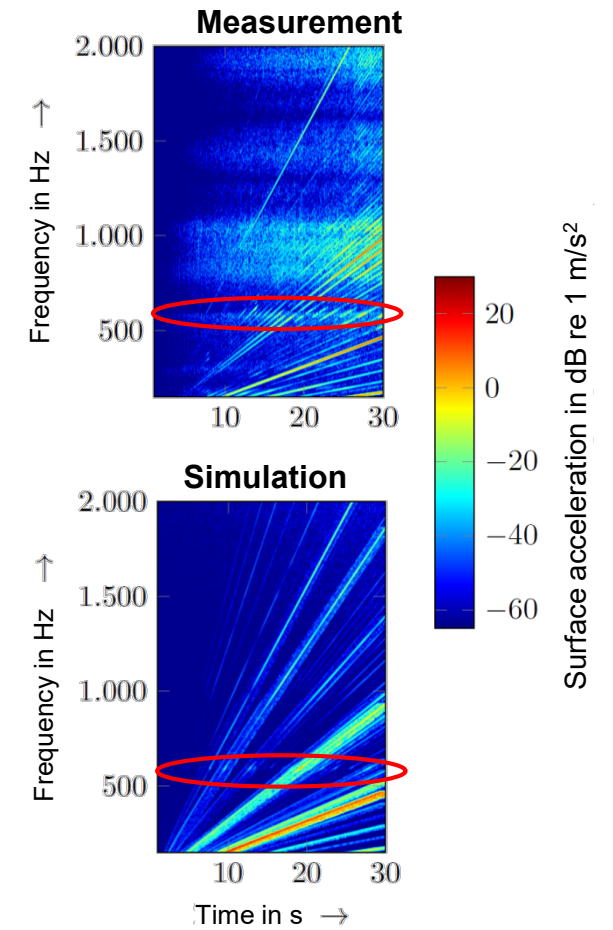 Measurement
2.000
1.500
1.000
500
10 20 30
Frequency in Hz →
Simulation
2.000
1.500
1.000
500
10 20 30
Frequency in Hz →
Time in s →
20
0
−20
−40
−60
Surface acceleration in dB re 1 m/s²